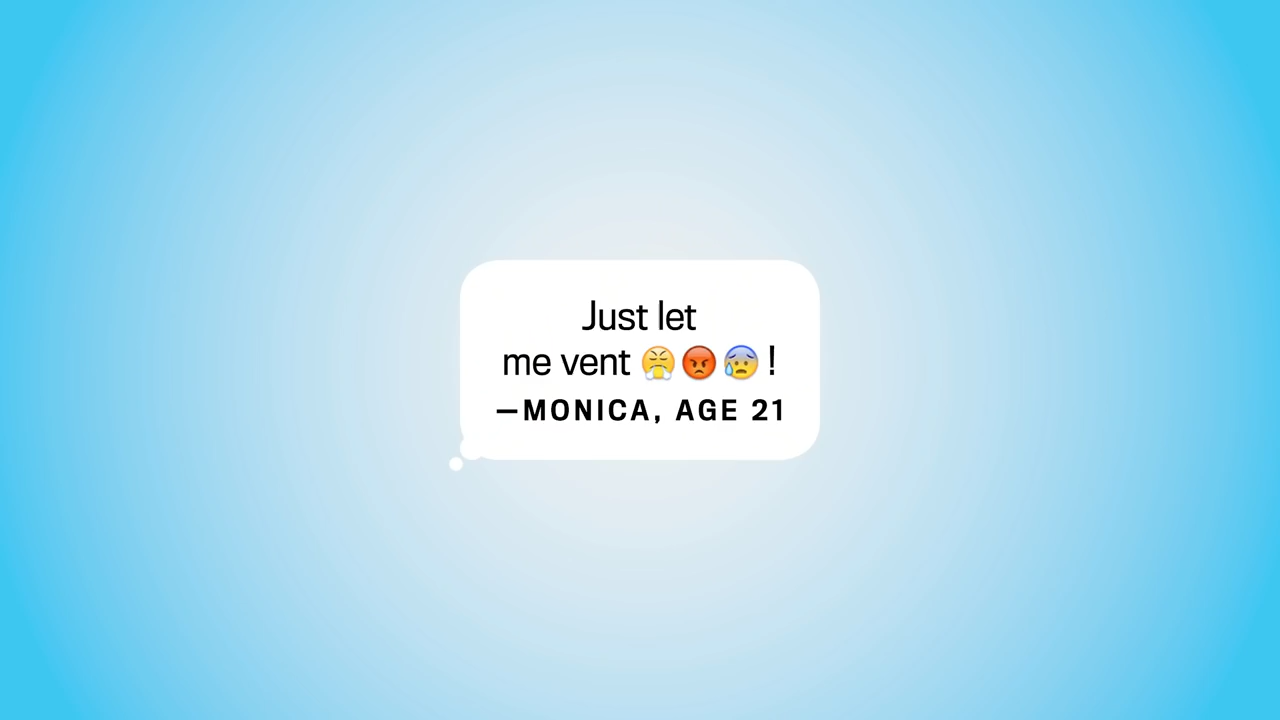 Just let
me vent 😤😡😰!
—MONICA, AGE 21